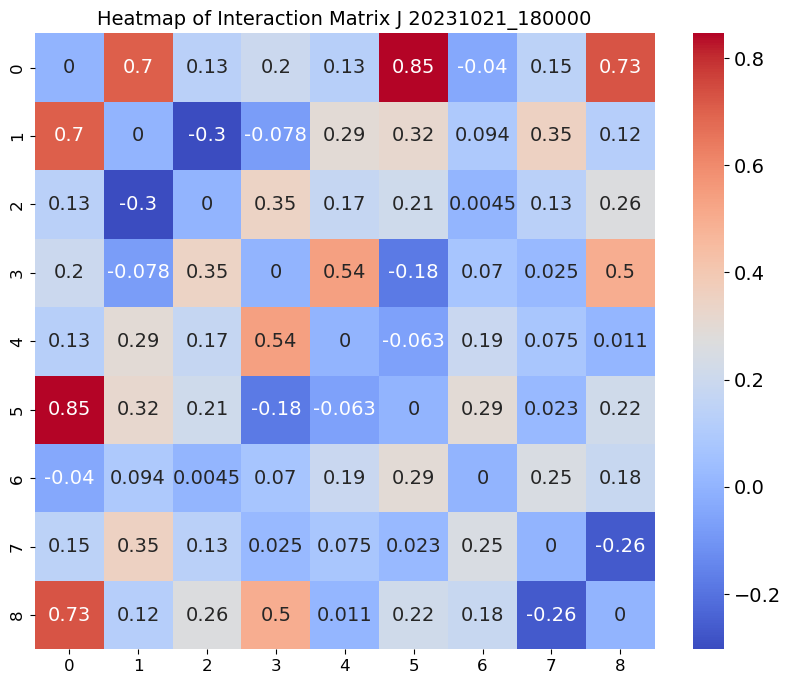 Heatmap of Interaction Matrix J 20231021_180000
0 0 0.7 0.13 0.2 0.13 0.85 -0.04 0.15 0.73
1 0.7 0 -0.3 -0.078 0.29 0.32 0.094 0.35 0.12
2 0.13 -0.3 0 0.35 0.17 0.21 0.0045 0.13 0.26
3 0.2 -0.078 0.35 0 0.54 -0.18 0.07 0.025 0.5
4 0.13 0.29 0.17 0.54 0 -0.063 0.19 0.075 0.011
5 0.85 0.32 0.21 -0.18 -0.063 0 0.29 0.023 0.22
6 -0.04 0.094 0.0045 0.07 0.19 0.29 0 0.25 0.18
7 0.15 0.35 0.13 0.025 0.075 0.023 0.25 0 -0.26
8 0.73 0.12 0.26 0.5 0.011 0.22 0.18 -0.26 0
0 1 2 3 4 5 6 7 8
0.8
0.6
0.4
0.2
0.0
-0.2